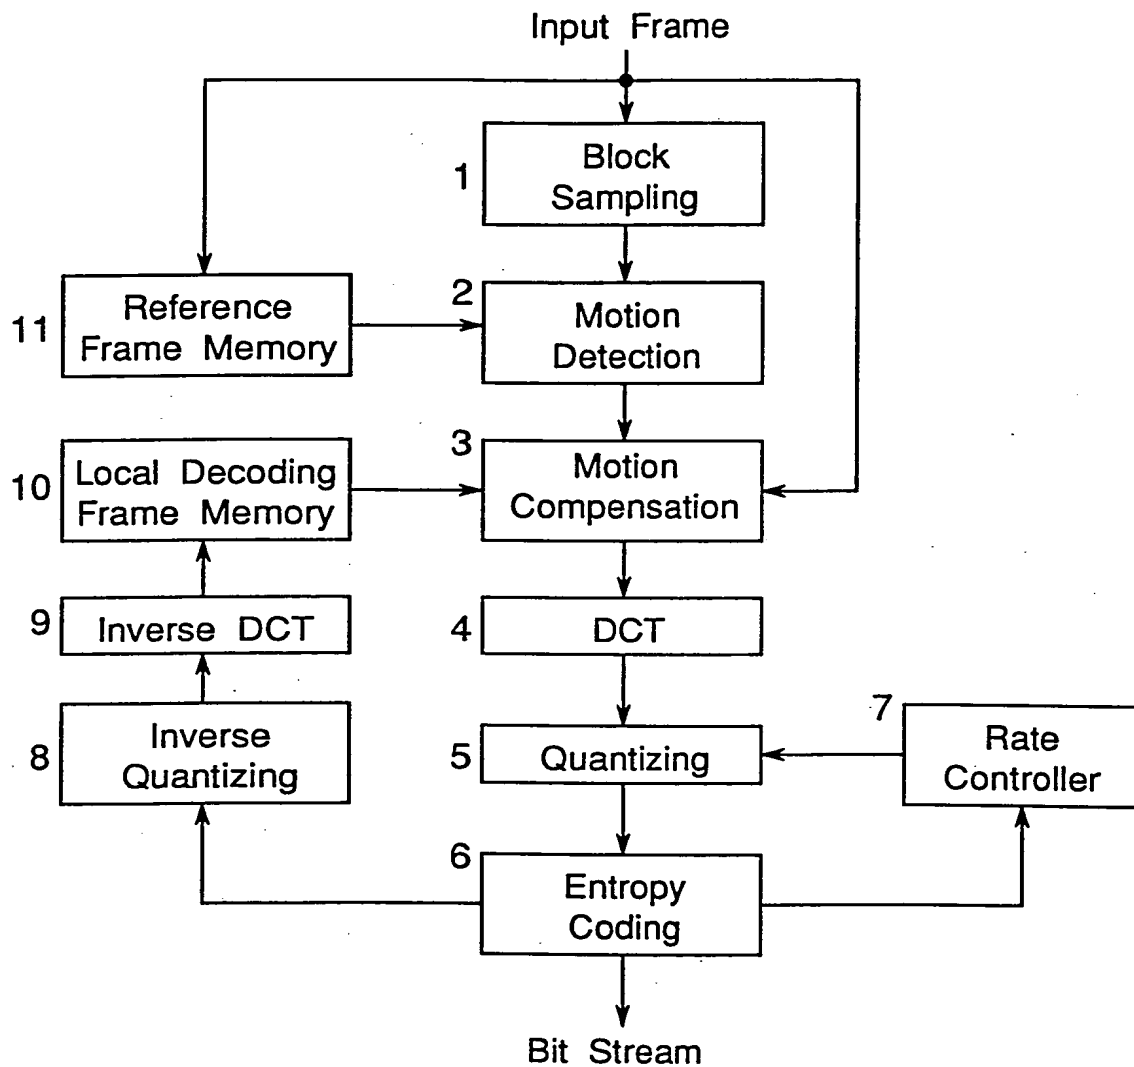 Input Frame
1
Block
Sampling
11
Reference
Frame Memory
2
Motion
Detection
10
Local Decoding
Frame Memory
3
Motion
Compensation
9
Inverse DCT
4
DCT
8
Inverse
Quantizing
5
Quantizing
7
Rate
Controller
6
Entropy
Coding
Bit Stream